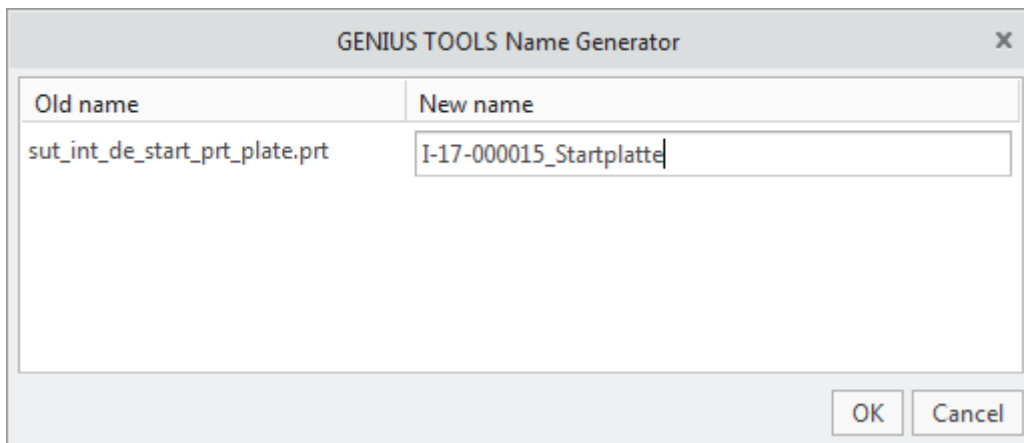 GENIUS TOOLS Name Generator
Old name New name
sut_int_de_start_prt_plate.prt I-17-000015_Startplatte
OK Cancel